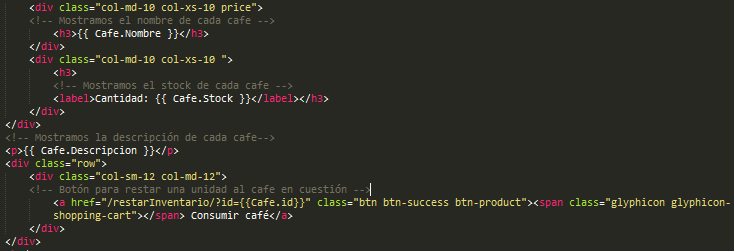 <div class="col-md-10 col-xs-10 price">
<!-- Mostramos el nombre de cada cafe -->
<h3>{{ Cafe.Nombre }}</h3>
</div>
<div class="col-md-10 col-xs-10 ">
<h3>
<!-- Mostramos el stock de cada cafe -->
<label>Cantidad: {{ Cafe.Stock }}</label></h3>
</div>
</div>
<!-- Mostramos la descripción de cada cafe-->
<p>{{ Cafe.Descripcion }}</p>
<div class="row">
<div class="col-sm-12 col-md-12">
<!-- Botón para restar una unidad al cafe en cuestión -->
<a href="/restarInventario/?id={{Cafe.id}}" class="btn btn-success btn-product"><span class="glyphicon glyphicon-
shopping-cart"></span> Consumir café</a>
</div>
</div>